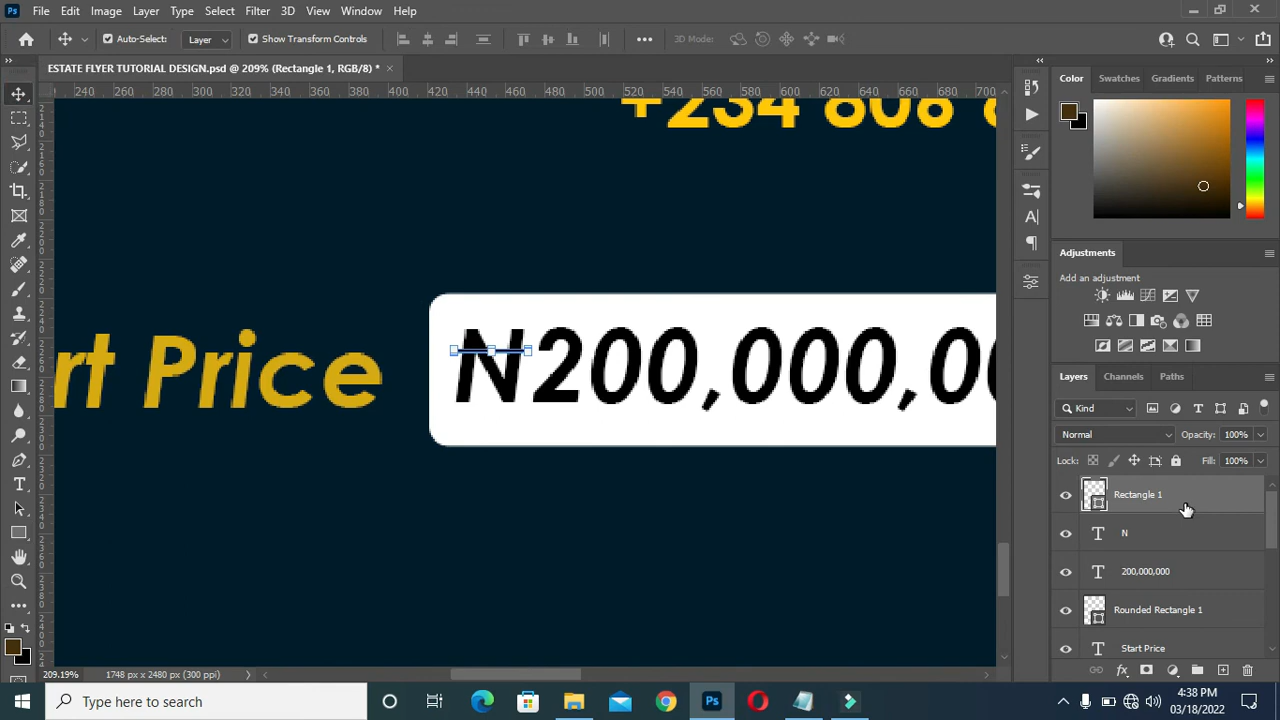 Ps File Edit Image Layer Type Select Filter 3D View Window Help
Auto-Select: Layer Show Transform Controls 3D Mode:
ESTATE FLYER TUTORIAL DESIGN.psd @ 209% (Rectangle 1, RGB/8) *
240 260 280 300 320 340 360 380 400 420 440 460 480 500 520 540 560 580 600 620 640 660 680 700
+234 808
rt Price N200,000,00
Color Swatches Gradients Patterns
Adjustments
Add an adjustment
Layers Channels Paths
Kind
Normal Opacity: 100%
Lock: Fill: 100%
Rectangle 1
T N
T 200,000,000
Rounded Rectangle 1
T Start Price
209.19% 1748 px x 2480 px (300 ppi)
Type here to search
Ps
4:38 PM
03/18/2022